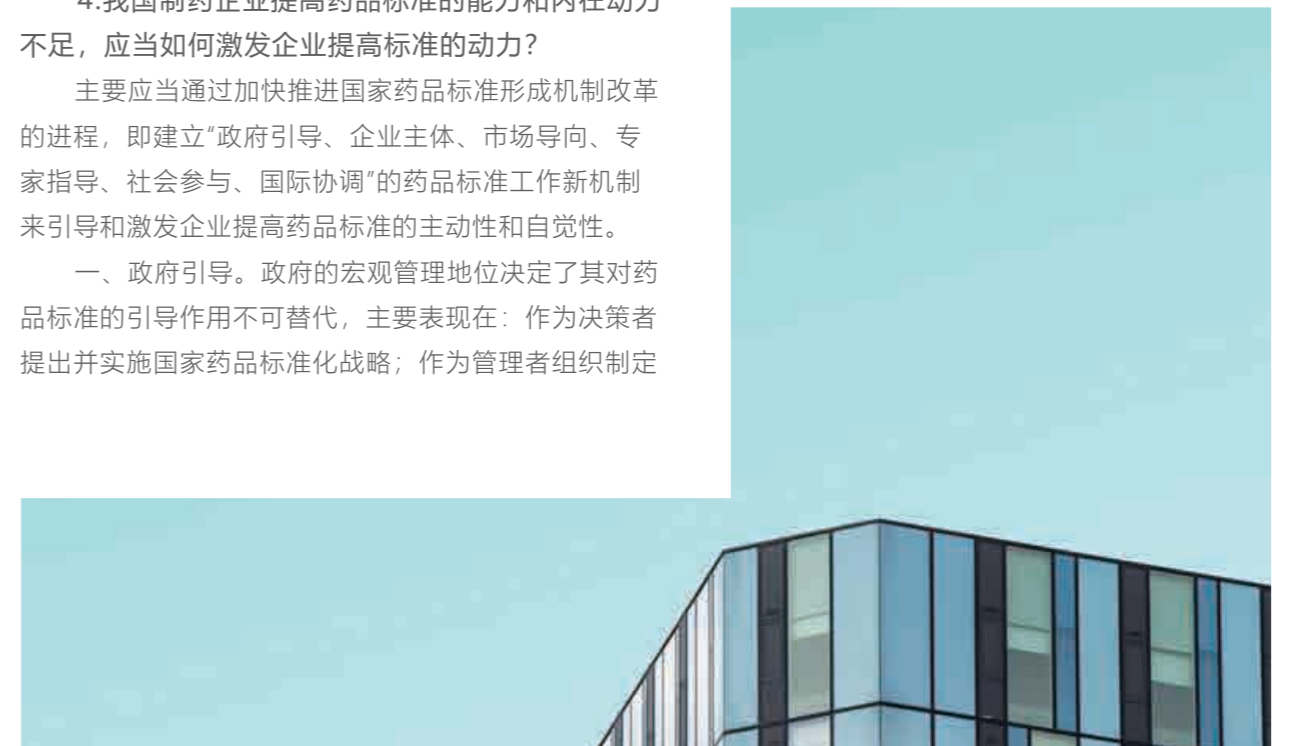 4.我国制药企业提高药品标准的能力和内在动力
不足，应当如何激发企业提高标准的动力？
主要应当通过加快推进国家药品标准形成机制改革
的进程，即建立"政府引导、企业主体、市场导向、专
家指导、社会参与、国际协调"的药品标准工作新机制
来引导和激发企业提高药品标准的主动性和自觉性。
一、政府引导。政府的宏观管理地位决定了其对药
品标准的引导作用不可替代，主要表现在：作为决策者
提出并实施国家药品标准化战略；作为管理者组织制定